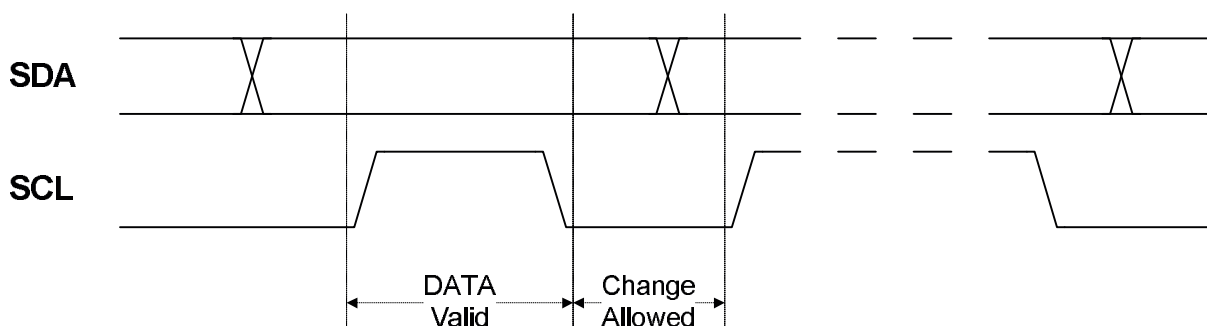 SDA
SCL
DATA
Valid
Change
Allowed